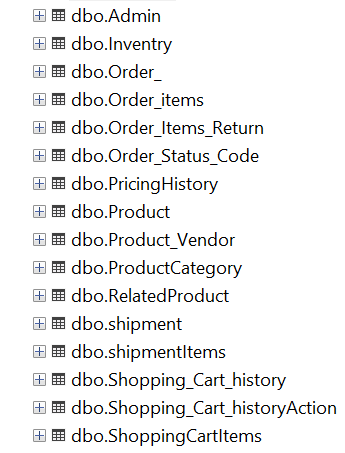 dbo.Admin
dbo.Inventry
dbo.Order_
dbo.Order_items
dbo.Order_Items_Return
dbo.Order_Status_Code
dbo.PricingHistory
dbo.Product
dbo.Product_Vendor
dbo.ProductCategory
dbo.RelatedProduct
dbo.shipment
dbo.shipmentItems
dbo.Shopping_Cart_history
dbo.Shopping_Cart_historyAction
dbo.ShoppingCartItems